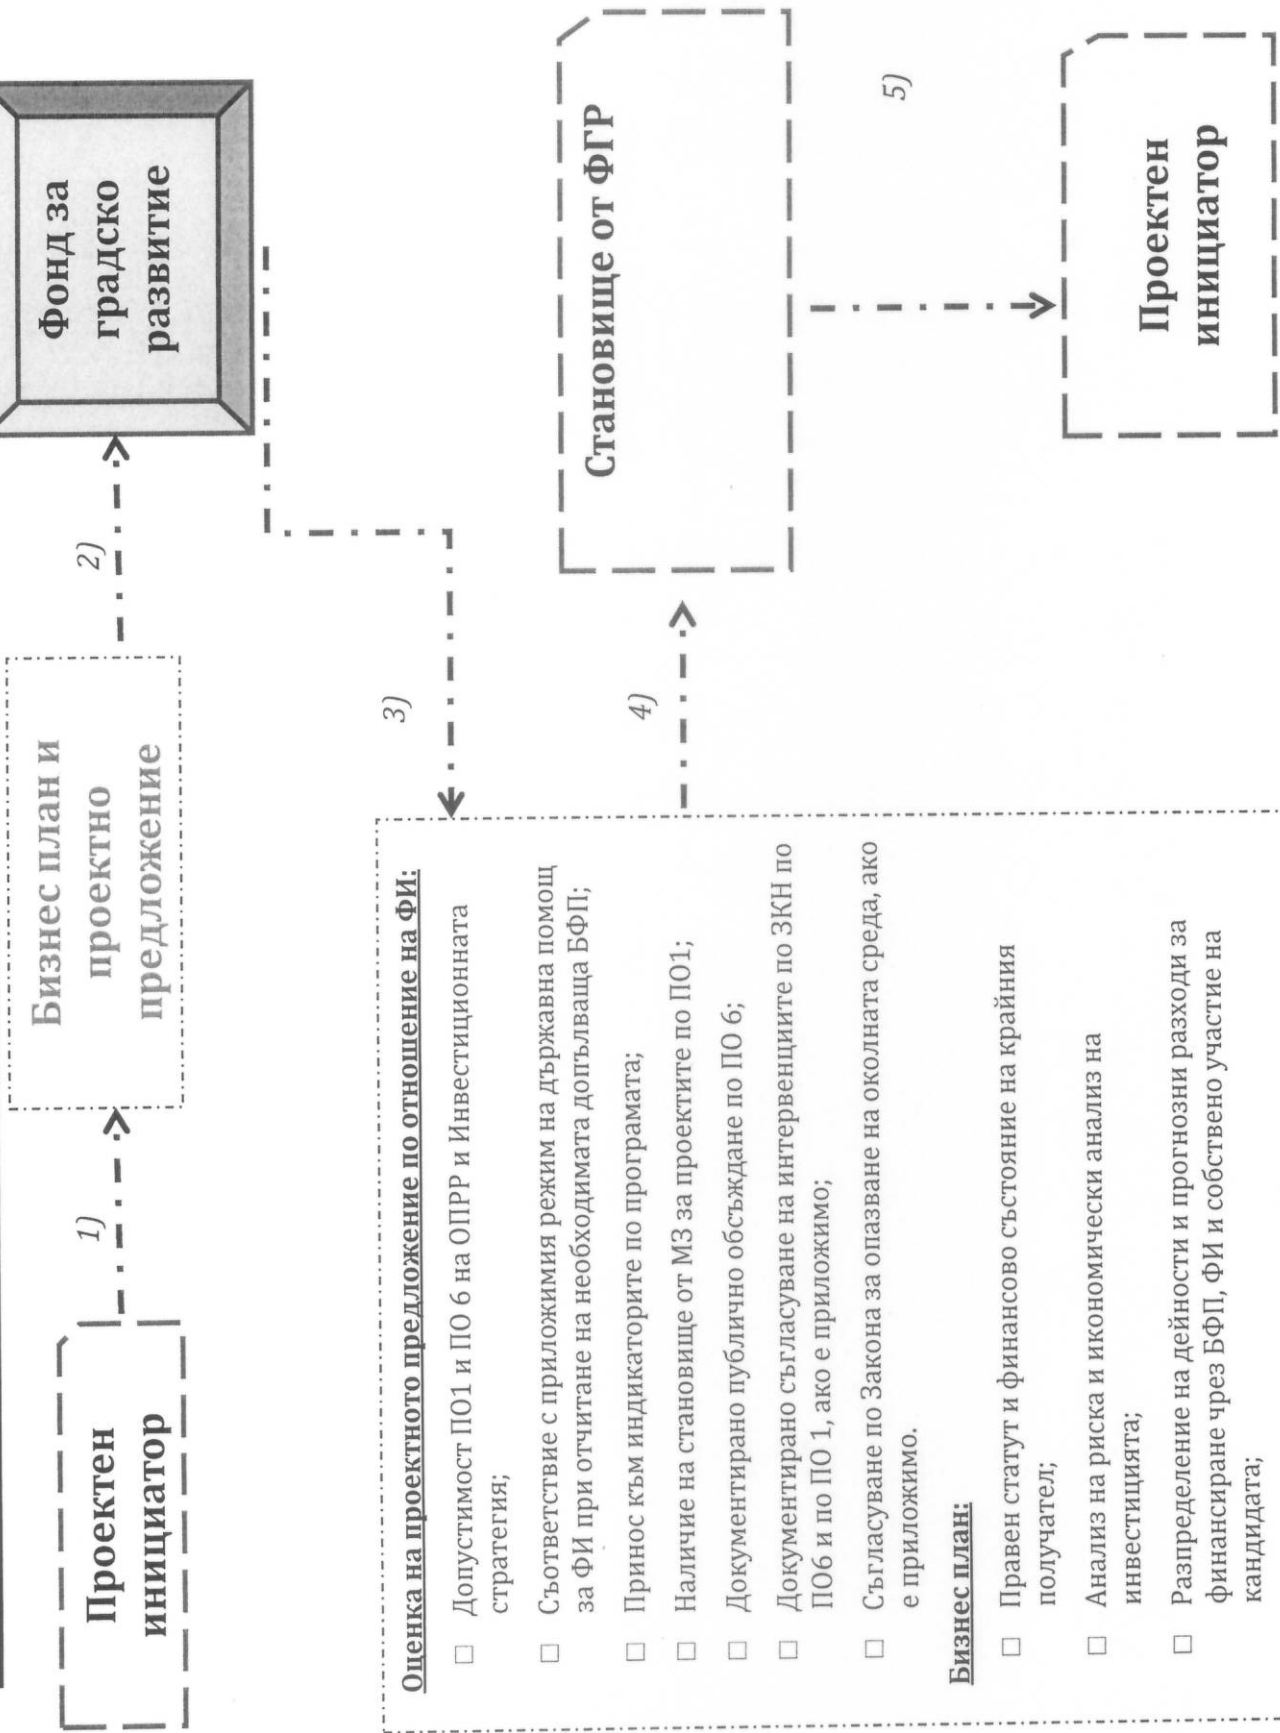 Проектен
инициатор
1)
Бизнес план и
проектно
предложение
2)
Фонд за
градско
развитие
3)
Оценка на проектното предложение по отношение на ФИ:
□ Допустимост ПО1 и ПО 6 на ОПРР и Инвестиционната
стратегия;
□ Съответствие с приложимия режим на държавна помощ
за ФИ при отчитане на необходимата допълваща БФП;
□ Принос към индикаторите по програмата;
□ Наличие на становище от МЗ за проектите по ПО1;
□ Документирано публично обсъждане по ПО 6;
□ Документирано съгласуване на интервенциите по ЗКН по
ПО6 и по ПО 1, ако е приложимо;
□ Съгласуване по Закона за опазване на околната среда, ако
е приложимо.
Бизнес план:
□ Правен статут и финансово състояние на крайния
получател;
□ Анализ на риска и икономически анализ на
инвестицията;
□ Разпределение на дейности и прогнозни разходи за
финансиране чрез БФП, ФИ и собствено участие на
кандидата;
4)
Становище от ФГР
5)
Проектен
инициатор